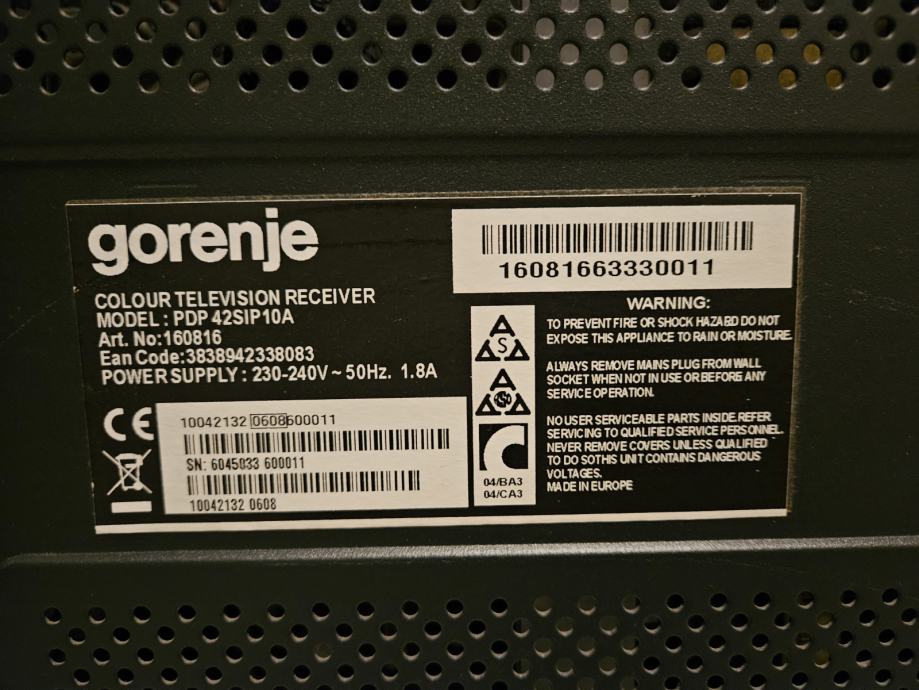 gorenje
COLOUR TELEVISION RECEIVER
MODEL : PDP 42SIP10A
Art. No:160816
Ean Code:3838942338083
POWER SUPPLY : 230-240V ~ 50Hz. 1.8A
16081663330011
CE
10042132 0608600011
SN: 6045033 600011
10042132 0608
A
S
A
04/BA3
04/CA3
WARNING:
TO PREVENT FIRE OR SHOCK HAZARD DO NOT
EXPOSE THIS APPLIANCE TO RAIN OR MOISTURE.
ALWAYS REMOVE MAINS PLUG FROM WALL
SOCKET WHEN NOT IN USE OR BEFORE ANY
SERVICE OPERATION.
NO USER SERVICEABLE PARTS INSIDE.REFER
SERVICING TO QUALIFIED SERVICE PERSONNEL.
NEVER REMOVE COVERS UNLESS QUALIFIED
TO DO SOTHIS UNIT CONTAINS DANGEROUS
VOLTAGES.
MADE IN EUROPE